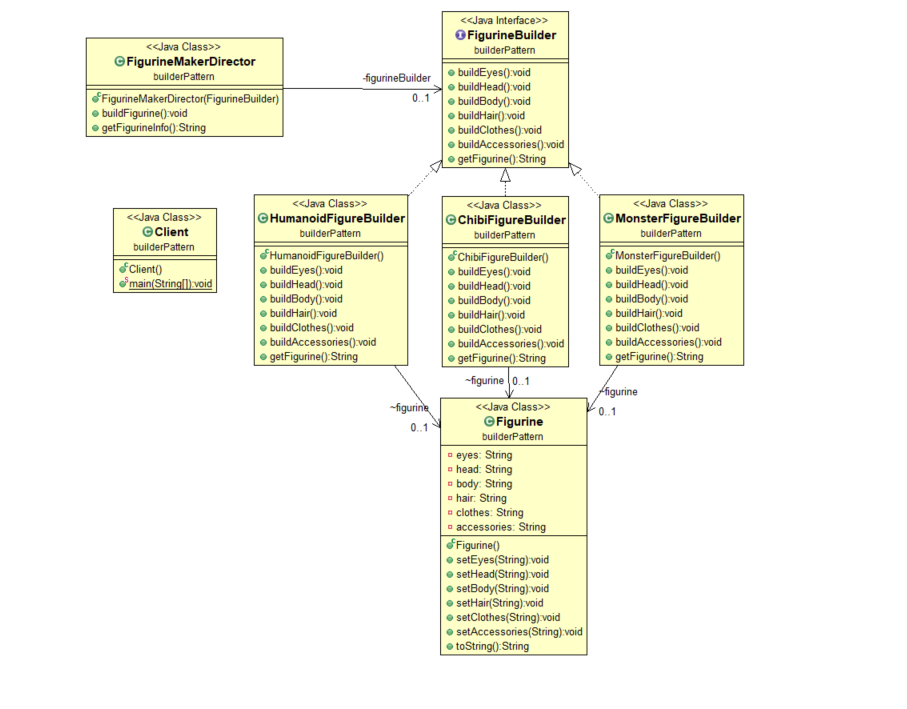 <<Java Class>>
FigurineMakerDirector
builderPattern
FigurineMakerDirector(FigurineBuilder)
buildFigurine():void
getFigurineInfo():String
-figurineBuilder
0..1
<<Java Interface>>
FigurineBuilder
builderPattern
buildEyes():void
buildHead():void
buildBody():void
buildHair():void
buildClothes():void
buildAccessories():void
getFigurine():String
<<Java Class>>
Client
builderPattern
Client()
main(String[]):void
<<Java Class>>
HumanoidFigureBuilder
builderPattern
HumanoidFigureBuilder()
buildEyes():void
buildHead():void
buildBody():void
buildHair():void
buildClothes():void
buildAccessories():void
getFigurine():String
<<Java Class>>
ChibiFigureBuilder
builderPattern
ChibiFigureBuilder()
buildEyes():void
buildHead():void
buildBody():void
buildHair():void
buildClothes():void
buildAccessories():void
getFigurine():String
<<Java Class>>
MonsterFigureBuilder
builderPattern
MonsterFigureBuilder()
buildEyes():void
buildHead():void
buildBody():void
buildHair():void
buildClothes():void
buildAccessories():void
getFigurine():String
~figurine
0..1
~figurine
0..1
~figurine
0..1
<<Java Class>>
Figurine
builderPattern
eyes: String
head: String
body: String
hair: String
clothes: String
accessories: String
Figurine()
setEyes(String):void
setHead(String):void
setBody(String):void
setHair(String):void
setClothes(String):void
setAccessories(String):void
toString():String